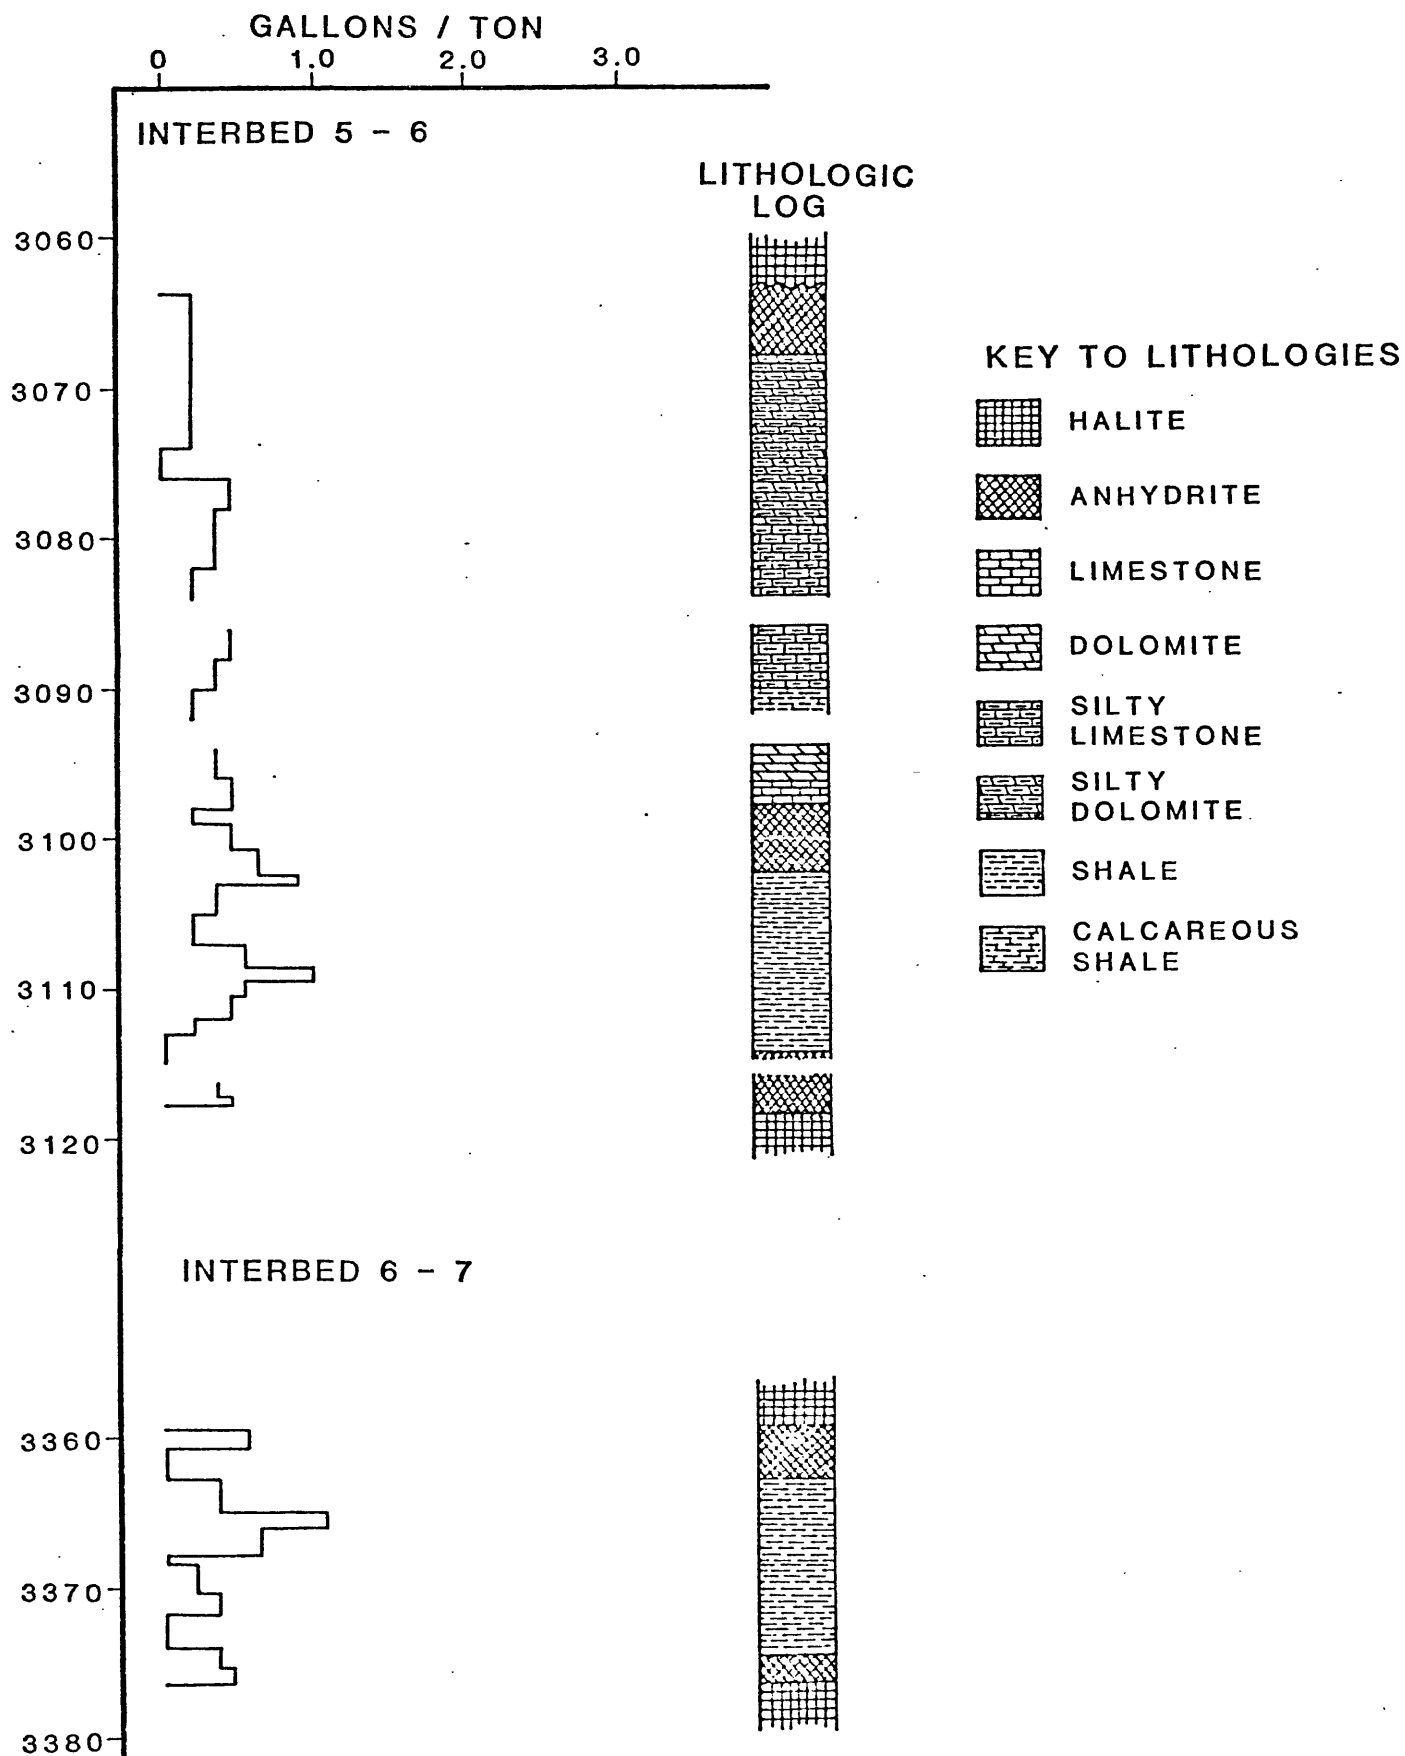 GALLONS / TON
0 1.0 2.0 3.0
INTERBED 5 - 6
LITHOLOGIC
LOG
3060
3070
3080
3090
3100
3110
3120
KEY TO LITHOLOGIES
HALITE
ANHYDRITE
LIMESTONE
DOLOMITE
SILTY
LIMESTONE
SILTY
DOLOMITE
SHALE
CALCAREOUS
SHALE
INTERBED 6 - 7
3360
3370
3380